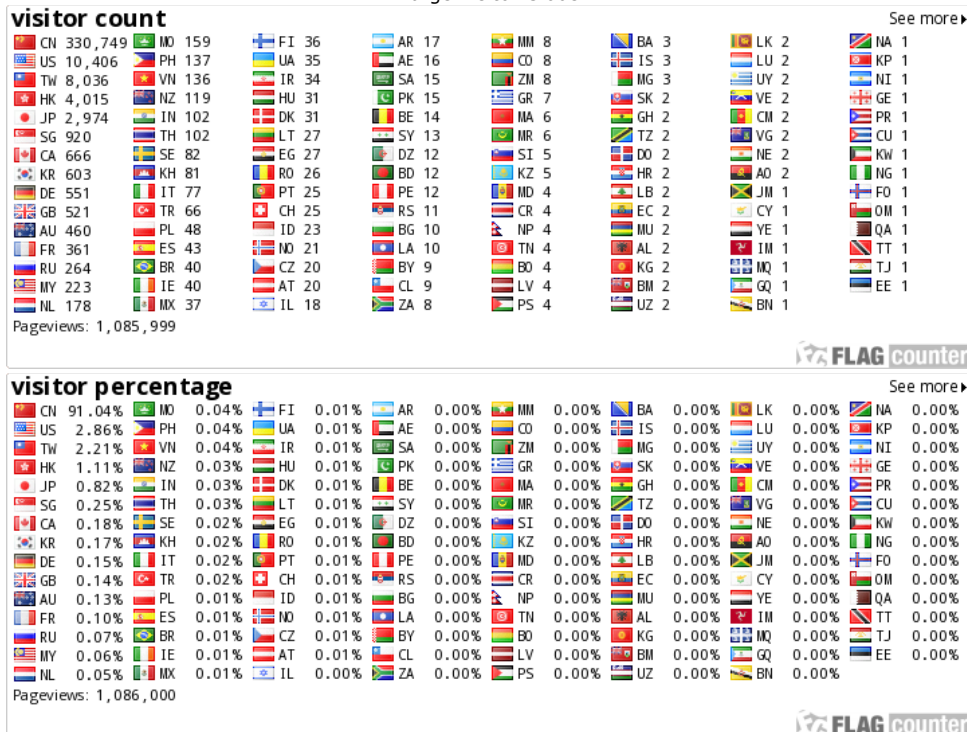 visitor count See more
CN 330,749 MO 159 FI 36 AR 17 MM 8 BA 3 LK 2 NA 1
US 10,406 PH 137 UA 35 AE 16 CO 8 IS 3 LU 2 KP 1
TW 8,036 VN 136 IR 34 SA 15 ZM 8 MG 3 UY 2 NI 1
HK 4,015 NZ 119 HU 31 PK 15 GR 7 SK 2 VE 2 GE 1
JP 2,974 IN 102 DK 31 BE 14 MA 6 GH 2 CM 2 PR 1
SG 920 TH 102 LT 27 SY 13 MR 6 TZ 2 VG 2 CU 1
CA 666 SE 82 EG 27 DZ 12 SI 5 DO 2 NE 2 KW 1
KR 603 KH 81 RO 26 BD 12 KZ 5 HR 2 AO 2 NG 1
DE 551 IT 77 PT 25 PE 12 MD 4 LB 2 JM 1 FO 1
GB 521 TR 66 CH 25 RS 11 CR 4 EC 2 CY 1 OM 1
AU 460 PL 48 ID 23 BG 10 NP 4 MU 2 YE 1 QA 1
FR 361 ES 43 NO 21 LA 10 TN 4 AL 2 IM 1 TT 1
RU 264 BR 40 CZ 20 BY 9 BO 4 KG 2 MQ 1 TJ 1
MY 223 IE 40 AT 20 CL 9 LV 4 BM 2 GQ 1 EE 1
NL 178 MX 37 IL 18 ZA 8 PS 4 UZ 2 BN 1
Pageviews: 1,085,999
FLAG counter
visitor percentage See more
CN 91.04% MO 0.04% FI 0.01% AR 0.00% MM 0.00% BA 0.00% LK 0.00% NA 0.00%
US 2.86% PH 0.04% UA 0.01% AE 0.00% CO 0.00% IS 0.00% LU 0.00% KP 0.00%
TW 2.21% VN 0.04% IR 0.01% SA 0.00% ZM 0.00% MG 0.00% UY 0.00% NI 0.00%
HK 1.11% NZ 0.03% HU 0.01% PK 0.00% GR 0.00% SK 0.00% VE 0.00% GE 0.00%
JP 0.82% IN 0.03% DK 0.01% BE 0.00% MA 0.00% GH 0.00% CM 0.00% PR 0.00%
SG 0.25% TH 0.03% LT 0.01% SY 0.00% MR 0.00% TZ 0.00% VG 0.00% CU 0.00%
CA 0.18% SE 0.02% EG 0.01% DZ 0.00% SI 0.00% DO 0.00% NE 0.00% KW 0.00%
KR 0.17% KH 0.02% RO 0.01% BD 0.00% KZ 0.00% HR 0.00% AO 0.00% NG 0.00%
DE 0.15% IT 0.02% PT 0.01% PE 0.00% MD 0.00% LB 0.00% JM 0.00% FO 0.00%
GB 0.14% TR 0.02% CH 0.01% RS 0.00% CR 0.00% EC 0.00% CY 0.00% OM 0.00%
AU 0.13% PL 0.01% ID 0.01% BG 0.00% NP 0.00% MU 0.00% YE 0.00% QA 0.00%
FR 0.10% ES 0.01% NO 0.01% LA 0.00% TN 0.00% AL 0.00% IM 0.00% TT 0.00%
RU 0.07% BR 0.01% CZ 0.01% BY 0.00% BO 0.00% KG 0.00% MQ 0.00% TJ 0.00%
MY 0.06% IE 0.01% AT 0.01% CL 0.00% LV 0.00% BM 0.00% GQ 0.00% EE 0.00%
NL 0.05% MX 0.01% IL 0.00% ZA 0.00% PS 0.00% UZ 0.00% BN 0.00%
Pageviews: 1,086,000
FLAG counter